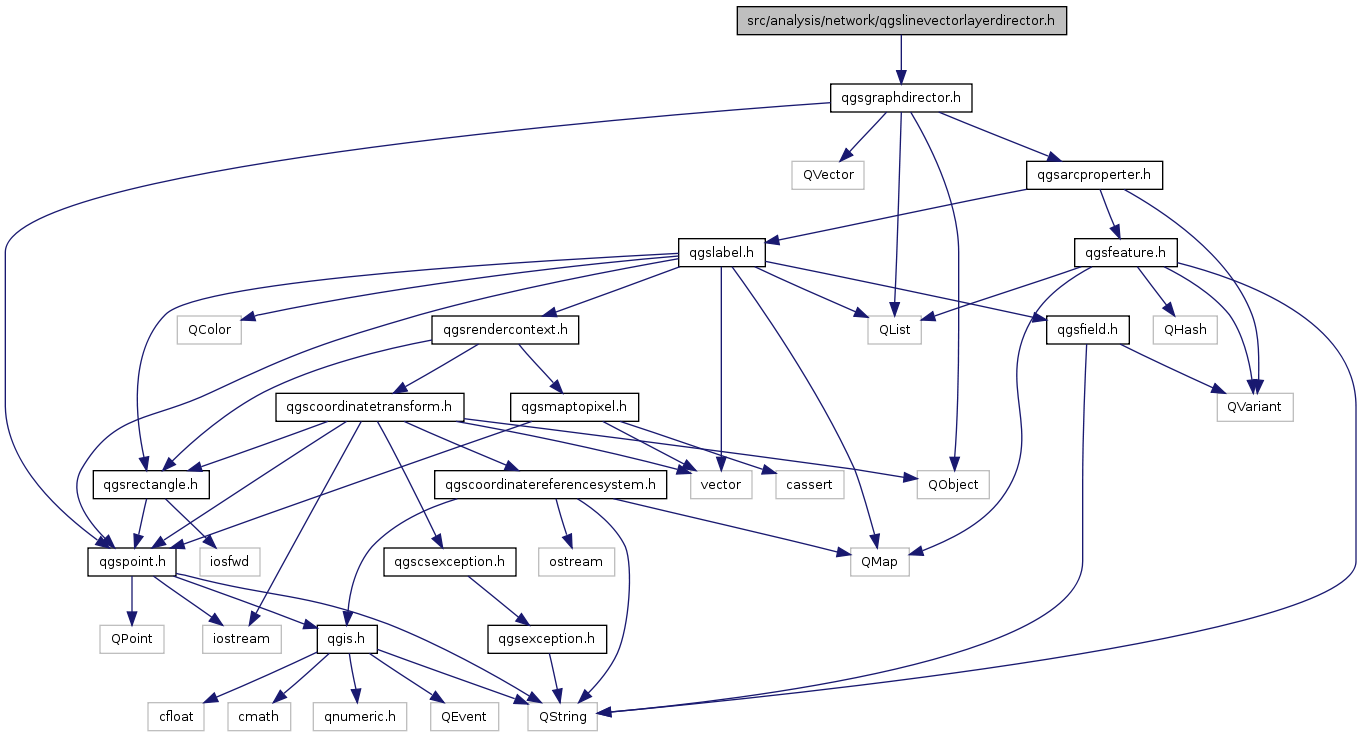 src/analysis/network/qgslinevectorlayerdirector.h
qgsgraphdirector.h
QVector
qgsarcproperter.h
qgslabel.h
qgsfeature.h
QColor
qgsrendercontext.h
QList
qgsfield.h
QHash
qgscoordinatetransform.h
qgsmaptopixel.h
QVariant
qgsrectangle.h
qgscoordinatereferencesystem.h
vector
cassert
QObject
qgspoint.h
iosfwd
qgscsexception.h
ostream
QMap
QPoint
iostream
qgis.h
qgsexception.h
cfloat
cmath
qnumeric.h
QEvent
QString